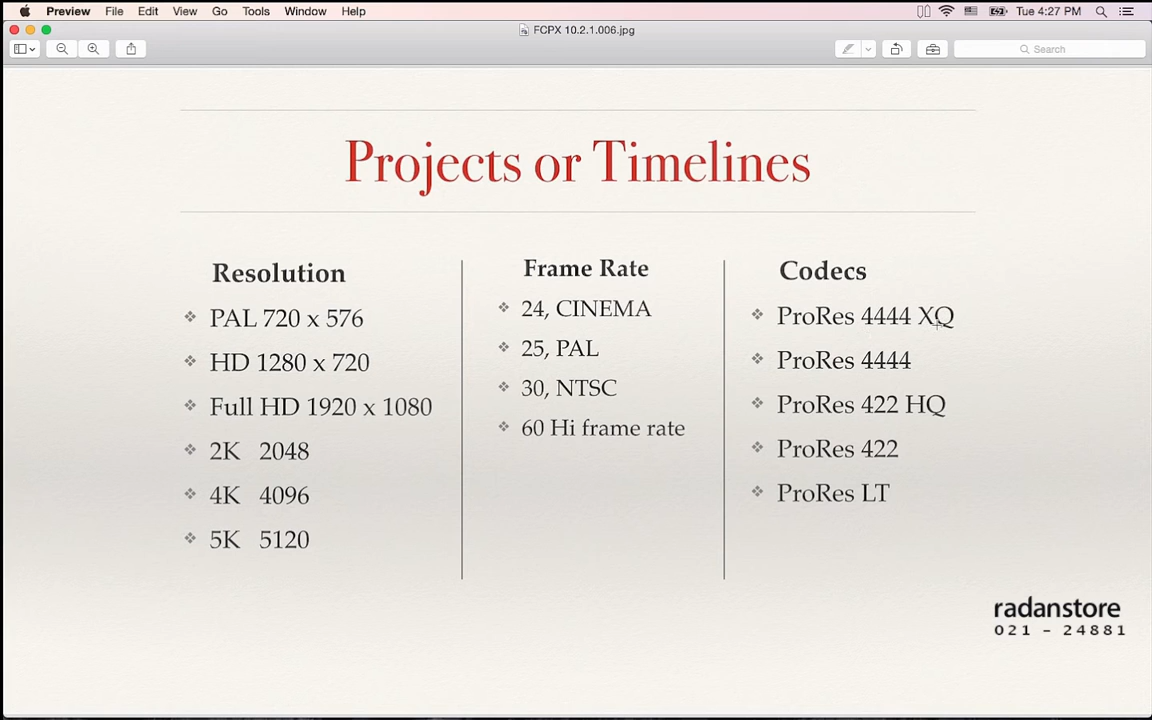 Preview File Edit View Go Tools Window Help Tue 4:27 PM
FCPX 10.2.1.006.jpg
Search
Projects or Timelines
Resolution
PAL 720 x 576
HD 1280 x 720
Full HD 1920 x 1080
2K 2048
4K 4096
5K 5120
Frame Rate
24, CINEMA
25, PAL
30, NTSC
60 Hi frame rate
Codecs
ProRes 4444 XQ
ProRes 4444
ProRes 422 HQ
ProRes 422
ProRes LT
radanstore
021 - 24881